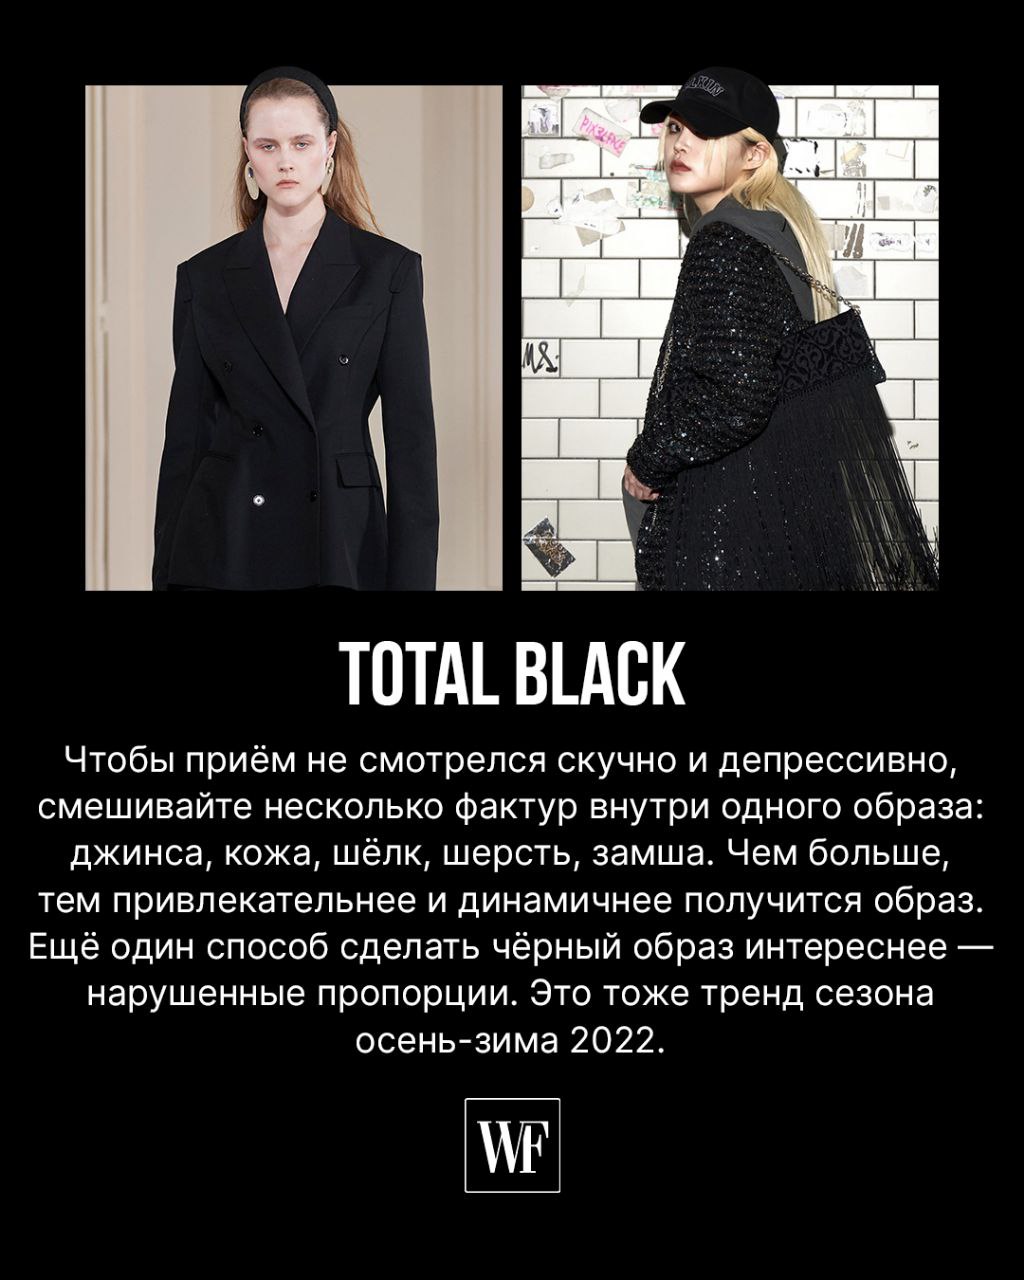 PIXELATE
M&.
TOTAL BLACK
Чтобы приём не смотрелся скучно и депрессивно,
смешивайте несколько фактур внутри одного образа:
джинса, кожа, шёлк, шерсть, замша. Чем больше,
тем привлекательнее и динамичнее получится образ.
Ещё один способ сделать чёрный образ интереснее —
нарушенные пропорции. Это тоже тренд сезона
осень-зима 2022.
WF